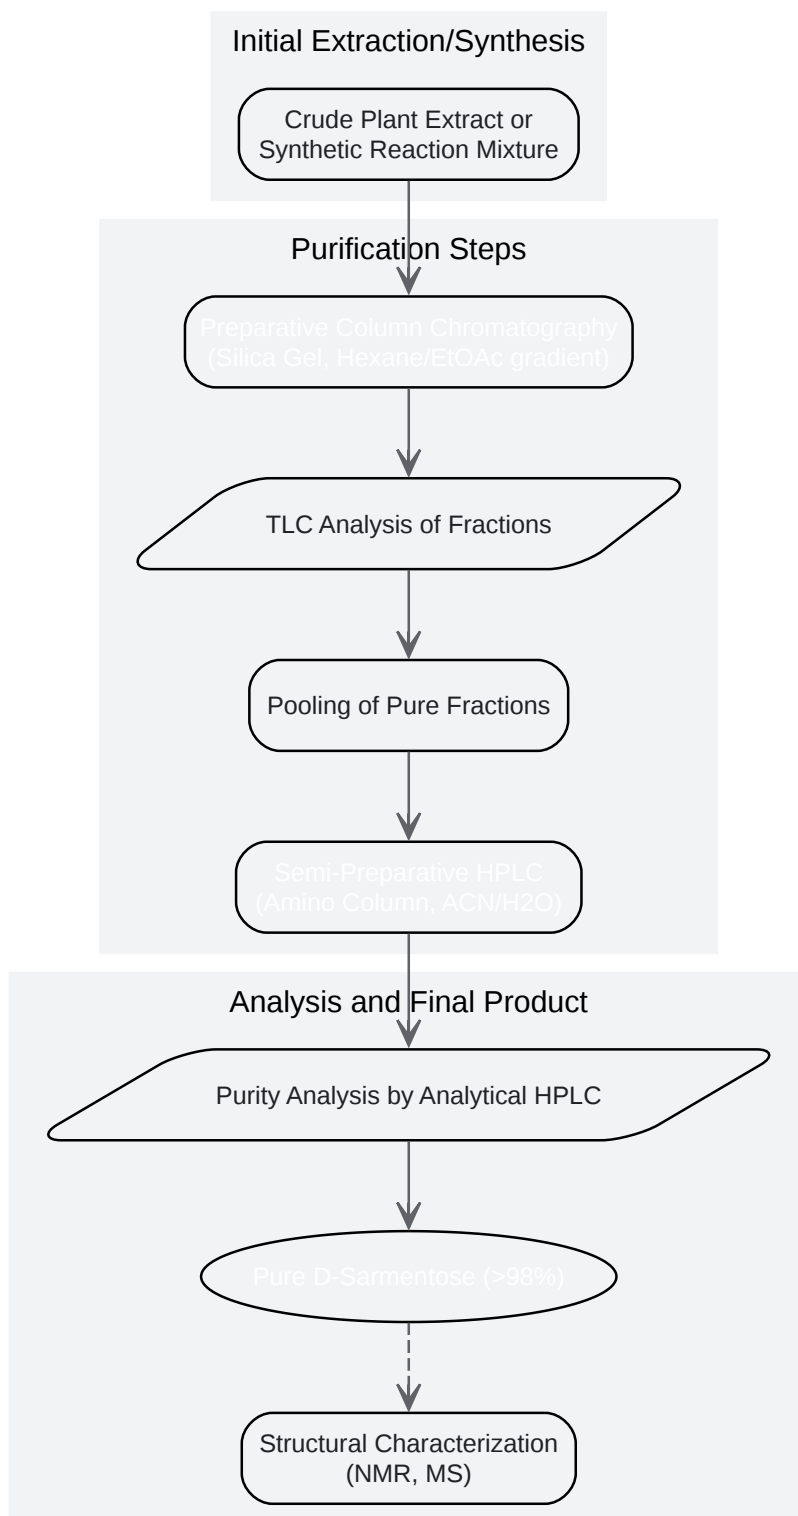 Initial Extraction/Synthesis
Crude Plant Extract or
Synthetic Reaction Mixture
Purification Steps
Preparative Column Chromatography
(Silica Gel, Hexane/EtOAc gradient)
TLC Analysis of Fractions
Pooling of Pure Fractions
Semi-Preparative HPLC
(Amino Column, ACN/H2O)
Analysis and Final Product
Purity Analysis by Analytical HPLC
Pure D-Sarmentose (>98%)
Structural Characterization
(NMR, MS)